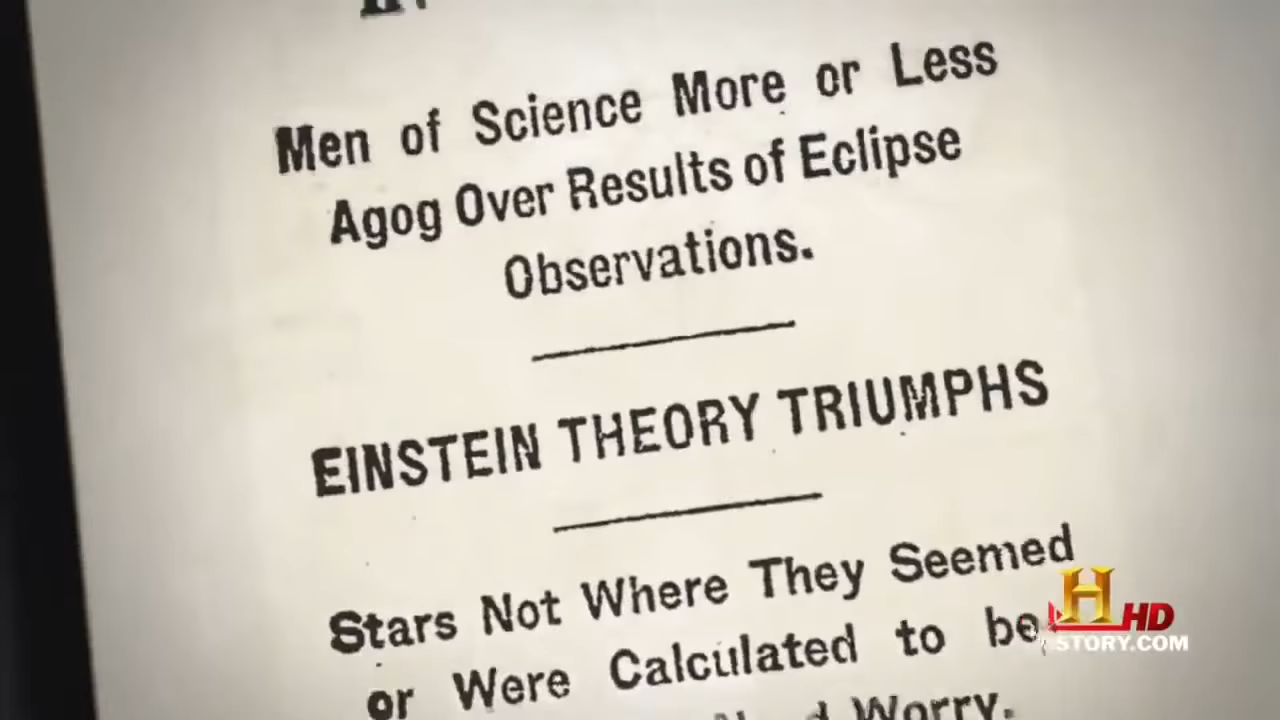 Men of Science More or Less
Agog Over Results of Eclipse
Observations.
EINSTEIN THEORY TRIUMPHS
Stars Not Where They Seemed
or Were Calculated to be,
Worry.
H HD
STORY.COM